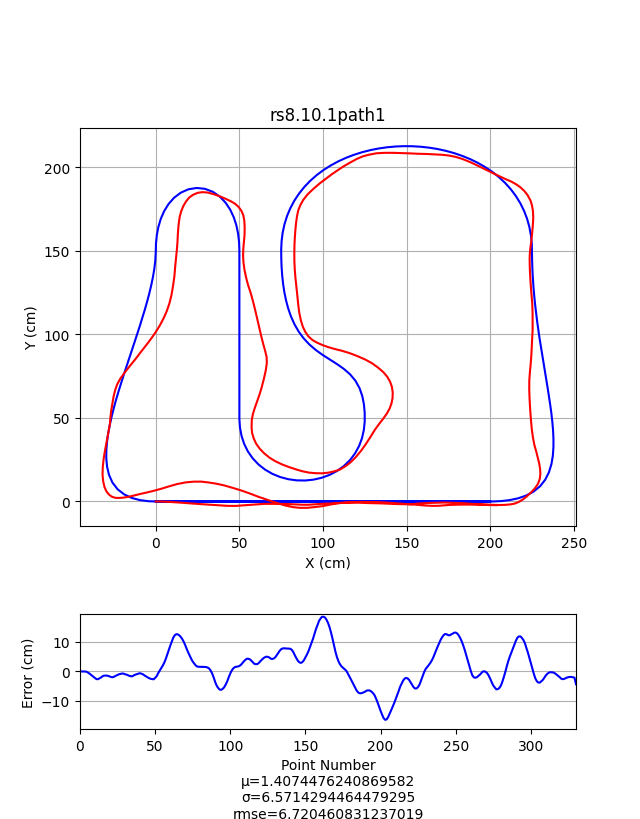 rs8.10.1path1
200
150
100
50
0
Y (cm)
0 50 100 150 200 250
X (cm)
10
0
−10
Error (cm)
0 50 100 150 200 250 300
Point Number
μ=1.4074476240869582
σ=6.5714294464479295
rmse=6.720460831237019